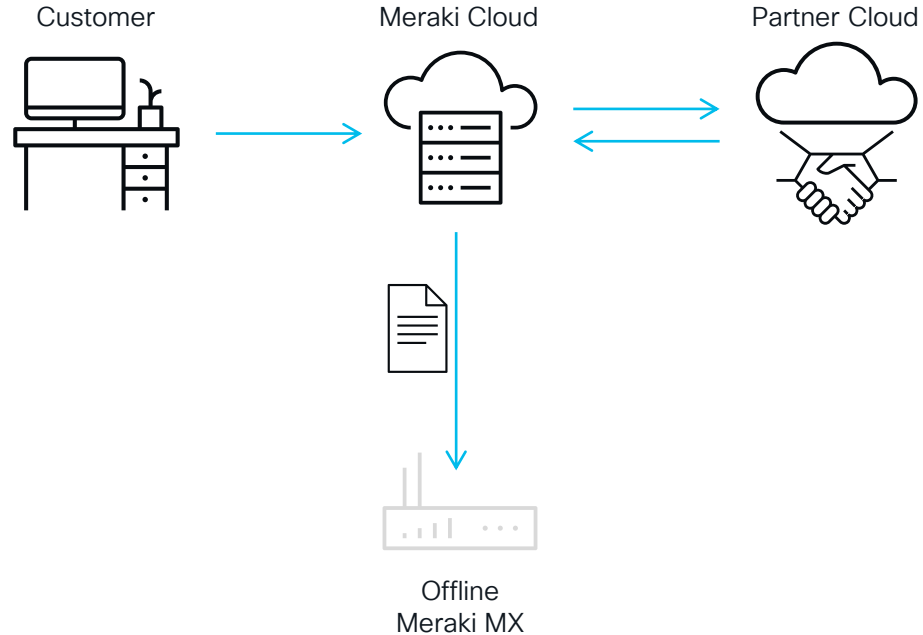 Customer
Meraki Cloud
Partner Cloud
Offline
Meraki MX